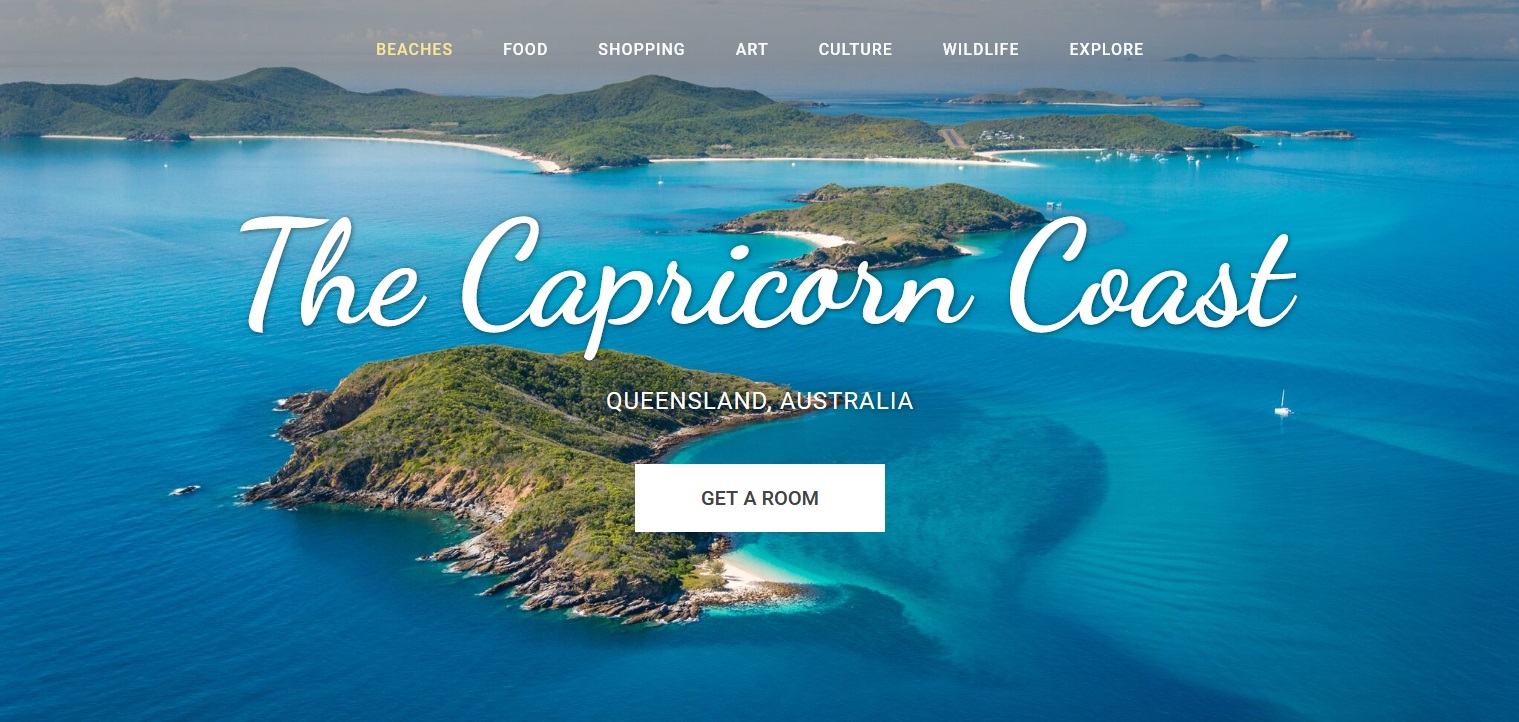 BEACHES FOOD SHOPPING ART CULTURE WILDLIFE EXPLORE
The Capricorn Coast
QUEENSLAND, AUSTRALIA
GET A ROOM